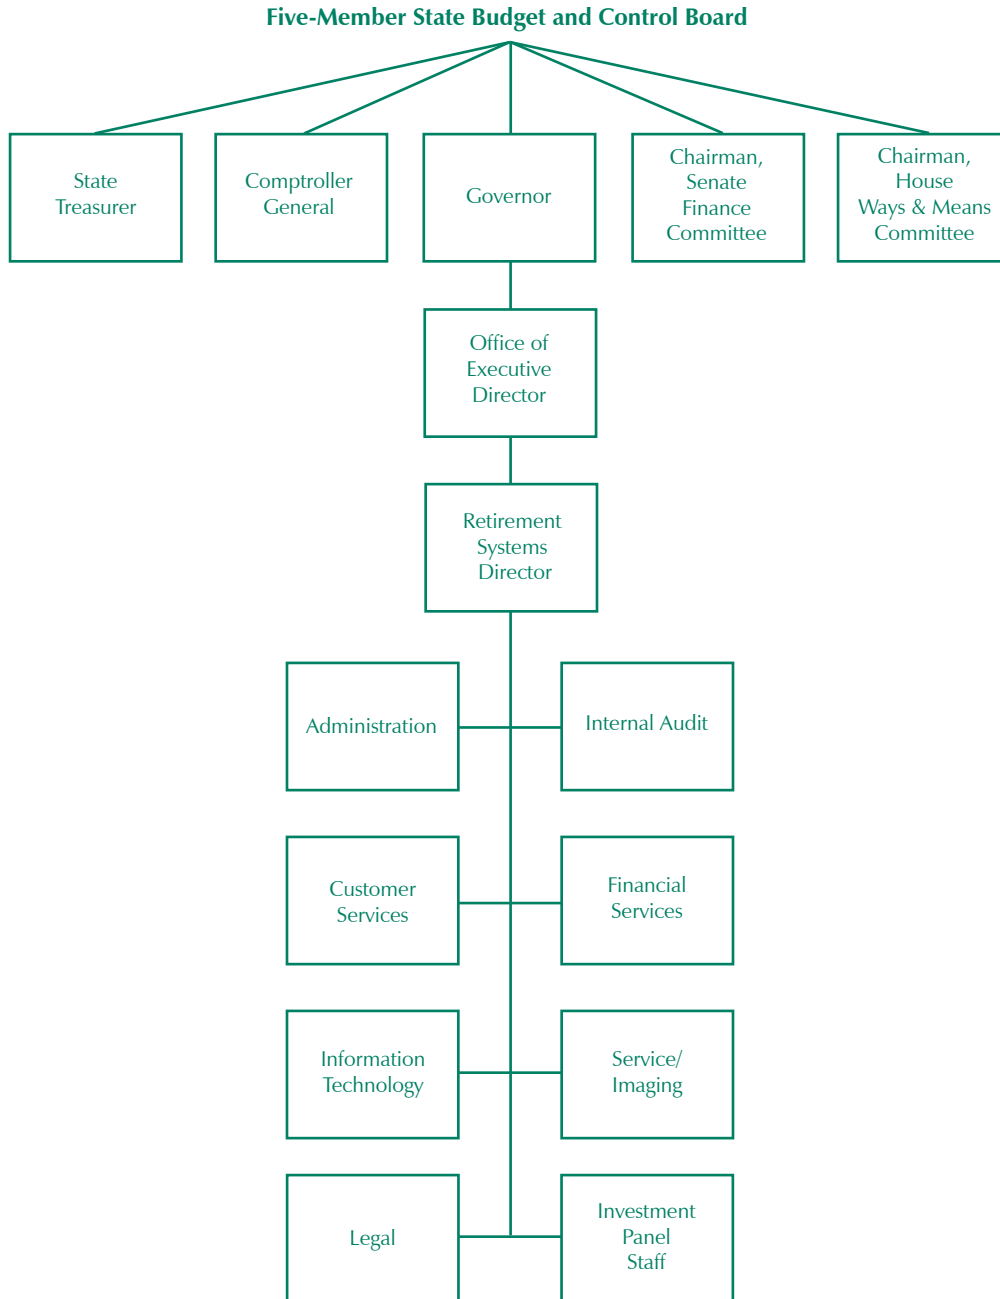 Five-Member State Budget and Control Board
State
Treasurer
Comptroller
General
Governor
Chairman,
Senate
Finance
Committee
Chairman,
House
Ways & Means
Committee
Office of
Executive
Director
Retirement
Systems
Director
Administration
Internal Audit
Customer
Services
Financial
Services
Information
Technology
Service/
Imaging
Legal
Investment
Panel
Staff